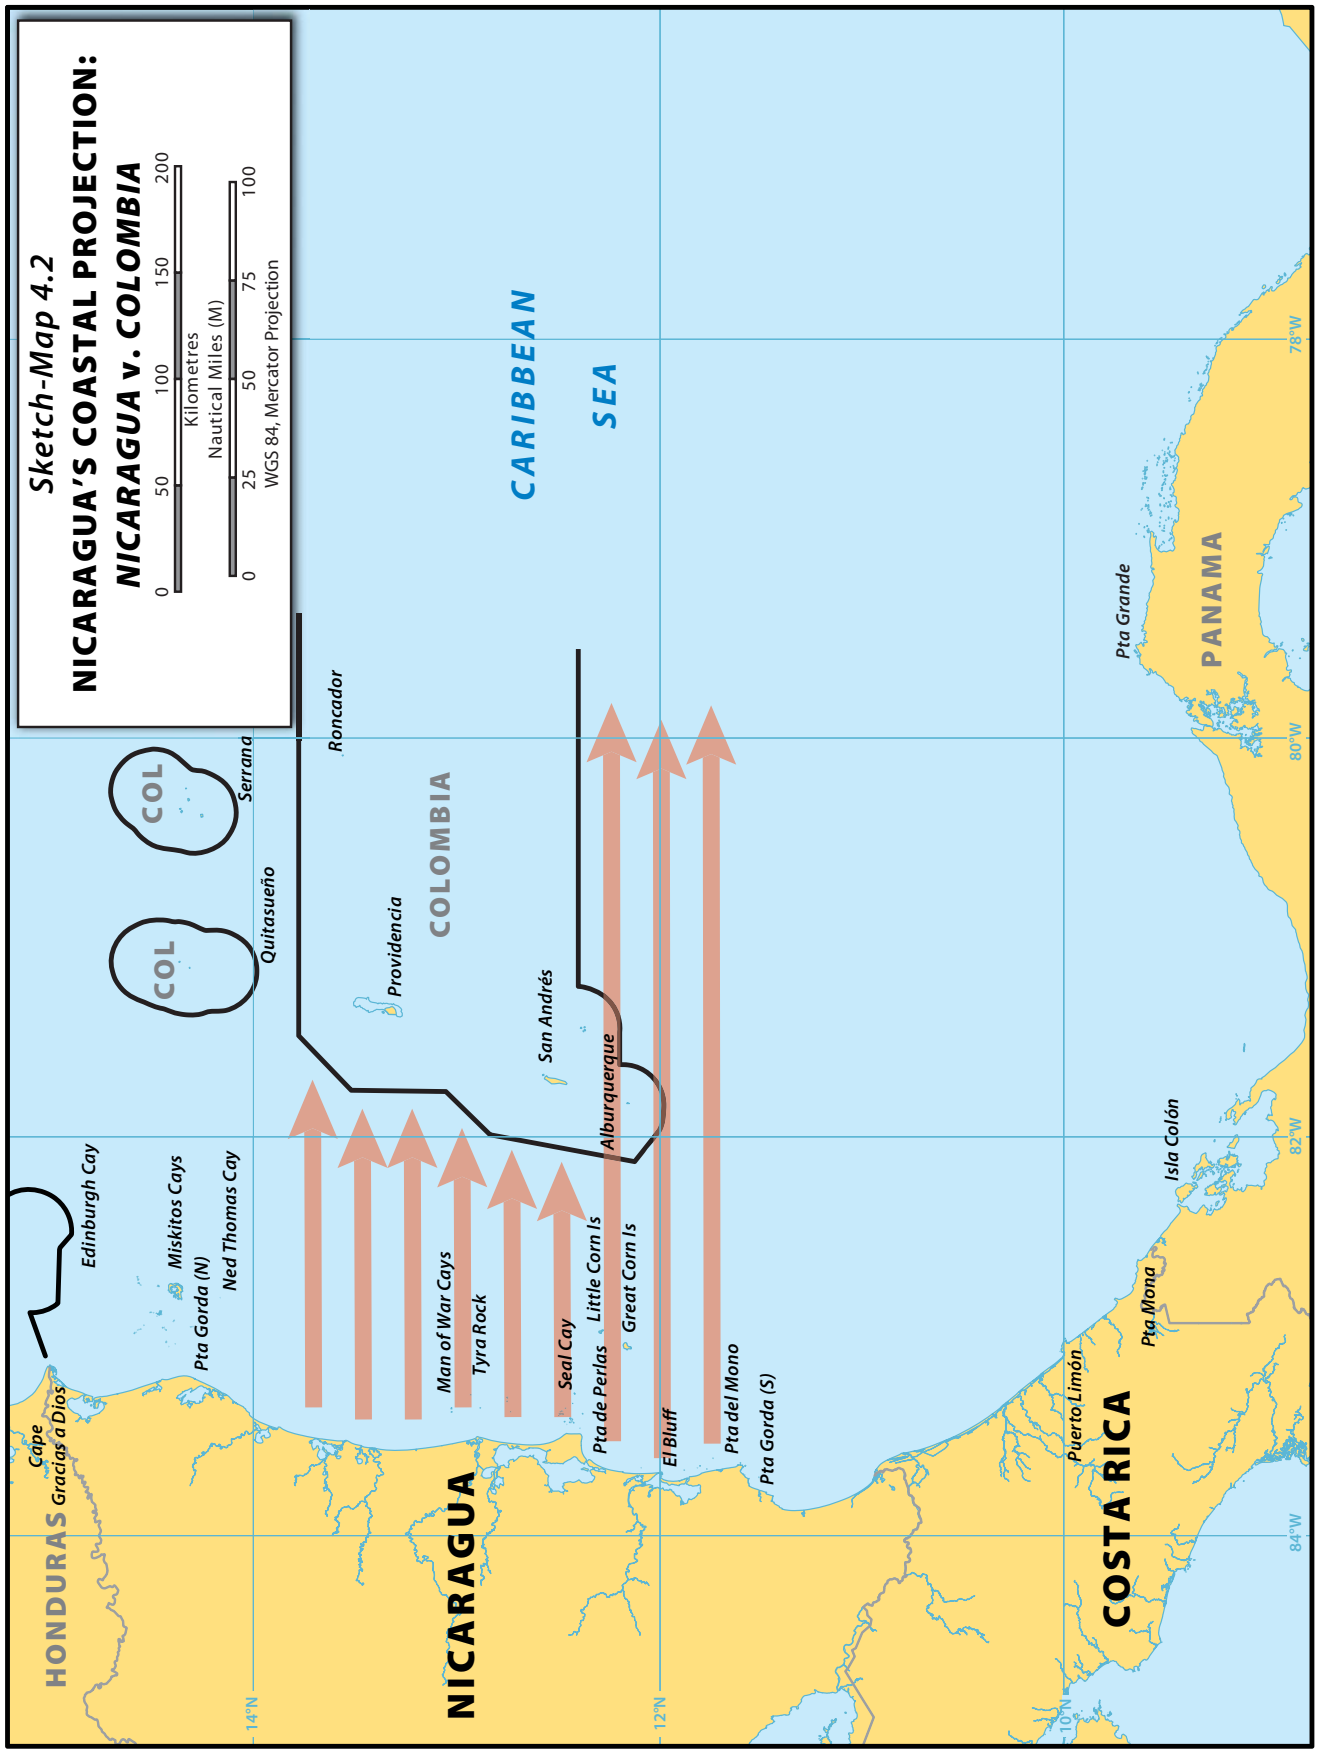 Sketch-Map 4.2
NICARAGUA'S COASTAL PROJECTION:
NICARAGUA v. COLOMBIA
0 50 100 150 200
Kilometres
Nautical Miles (M)
0 25 50 75 100
WGS 84, Mercator Projection
HONDURAS
Cape
Gracias a Dios
Edinburgh Cay
Miskitos Cays
Pta Gorda (N)
Ned Thomas Cay
COL
Quitasueño
COL
Serrana
14°N
Roncador
Providencia
COLOMBIA
NICARAGUA
Man of War Cays
Tyra Rock
San Andrés
CARIBBEAN
SEA
Seal Cay
Pta de Perlas
Little Corn Is
Great Corn Is
Alburquerque
12°N
El Bluff
Pta del Mono
Pta Gorda (S)
10°N
Puerto Limón
COSTA RICA
Pta Mona
Isla Colón
Pta Grande
PANAMA
84°W
82°W
80°W
78°W